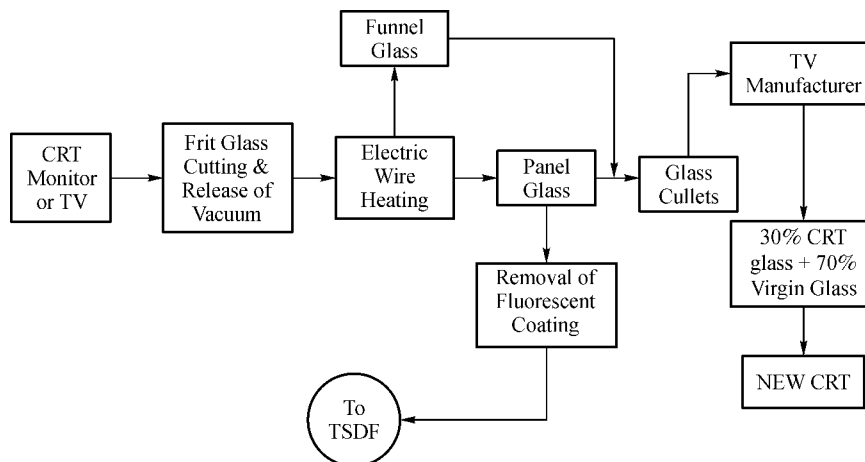 Funnel
Glass
TV
Manufacturer
CRT
Monitor
or TV
Frit Glass
Cutting &
Release of
Vacuum
Electric
Wire
Heating
Panel
Glass
Glass
Cullets
30% CRT
glass + 70%
Virgin Glass
Removal of
Fluorescent
Coating
NEW CRT
To
TSDF